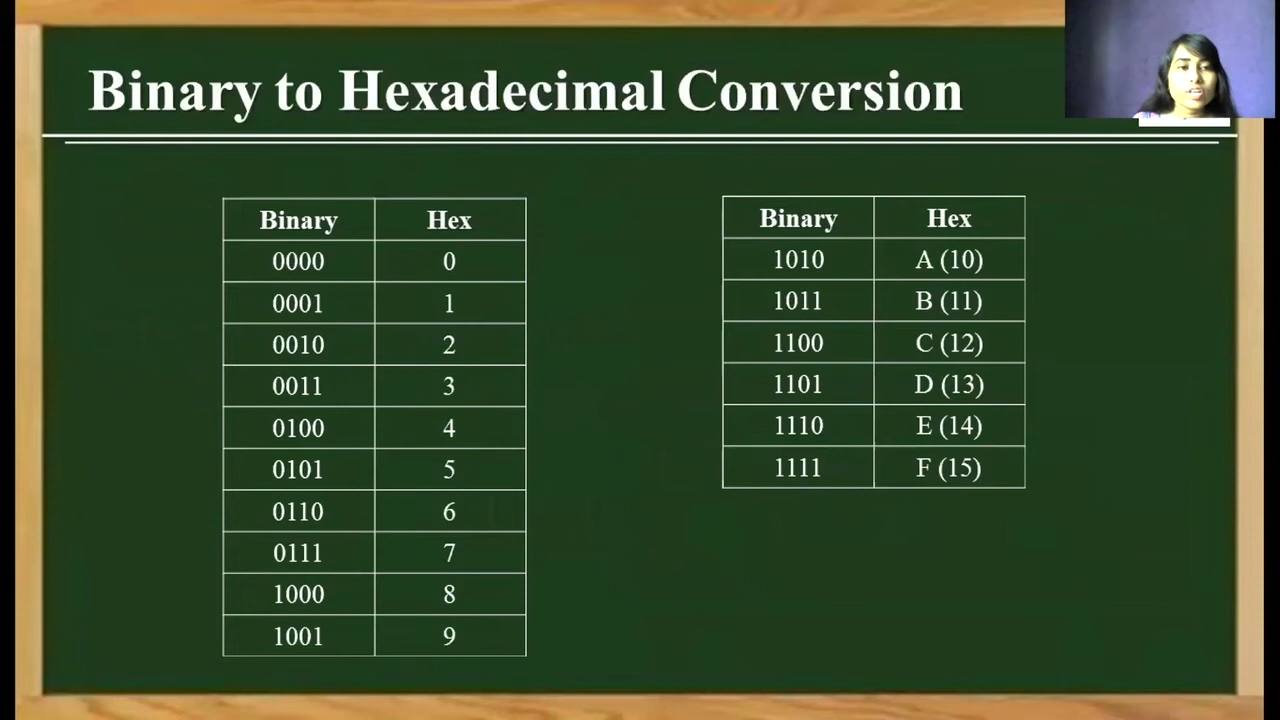 Binary to Hexadecimal Conversion
Binary Hex
0000 0
0001 1
0010 2
0011 3
0100 4
0101 5
0110 6
0111 7
1000 8
1001 9
Binary Hex
1010 A (10)
1011 B (11)
1100 C (12)
1101 D (13)
1110 E (14)
1111 F (15)